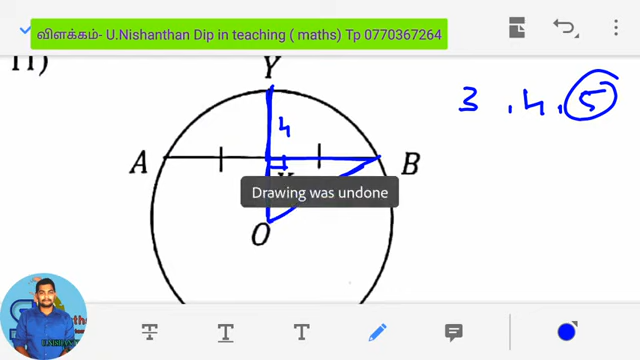 விளக்கம்- U.Nishanthan Dip in teaching ( maths) Tp 0770367264
11)
Y
3 , 4 , 5
4
A
B
Drawing was undone
O
T T T